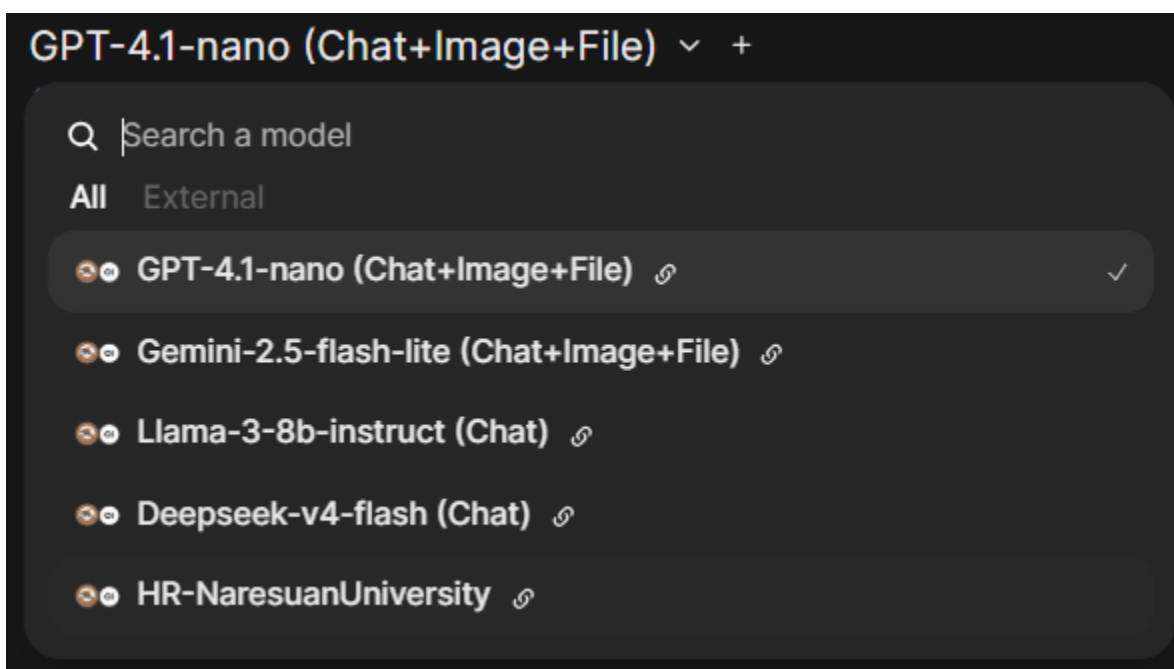 GPT-4.1-nano (Chat+Image+File)
Search a model
All External
GPT-4.1-nano (Chat+Image+File)
Gemini-2.5-flash-lite (Chat+Image+File)
Llama-3-8b-instruct (Chat)
Deepseek-v4-flash (Chat)
HR-NaresuanUniversity